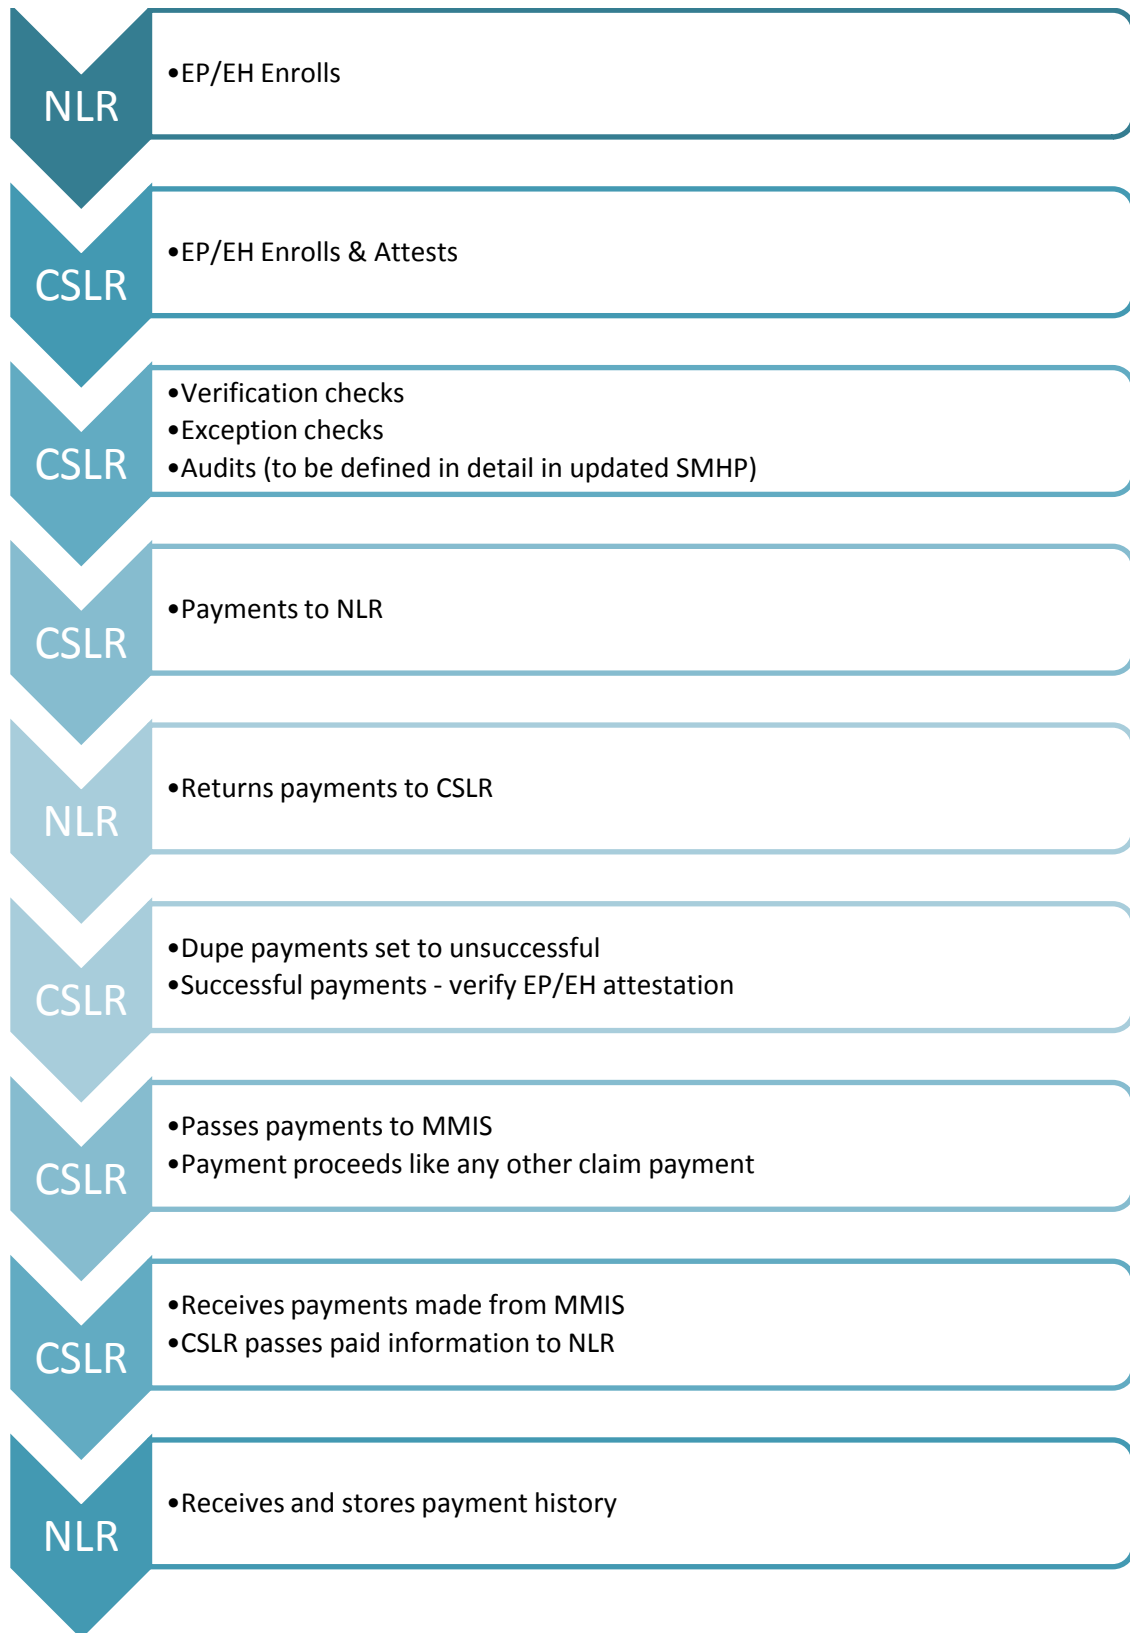 NLR
•EP/EH Enrolls
CSLR
•EP/EH Enrolls & Attests
CSLR
•Verification checks
•Exception checks
•Audits (to be defined in detail in updated SMHP)
CSLR
•Payments to NLR
NLR
•Returns payments to CSLR
CSLR
•Dupe payments set to unsuccessful
•Successful payments - verify EP/EH attestation
CSLR
•Passes payments to MMIS
•Payment proceeds like any other claim payment
CSLR
•Receives payments made from MMIS
•CSLR passes paid information to NLR
NLR
•Receives and stores payment history